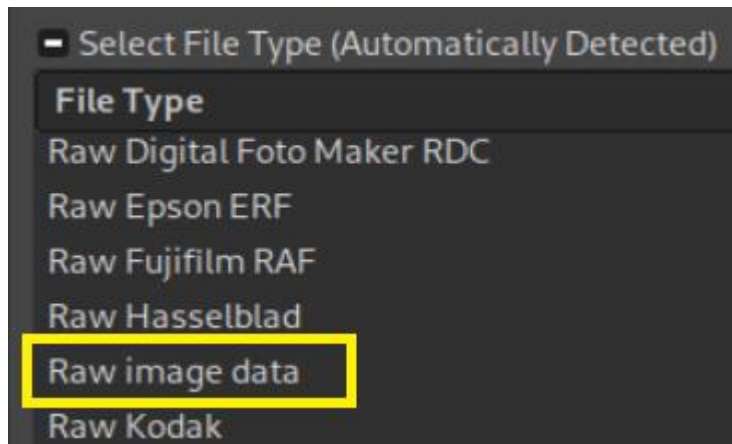 Select File Type (Automatically Detected)
File Type
Raw Digital Foto Maker RDC
Raw Epson ERF
Raw Fujifilm RAF
Raw Hasselblad
Raw image data
Raw Kodak